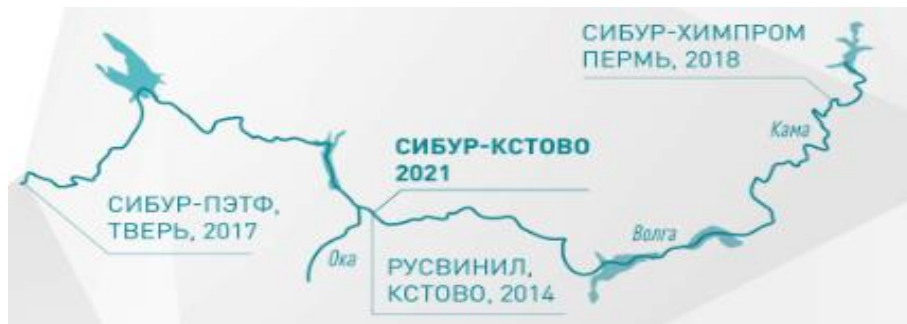 СИБУР-ХИМПРОМ
ПЕРМЬ, 2018
Кама
СИБУР-КСТОВО
2021
СИБУР-ПЭТФ,
ТВЕРЬ, 2017
Волга
Ока
РУСВИНИЛ,
КСТОВО, 2014